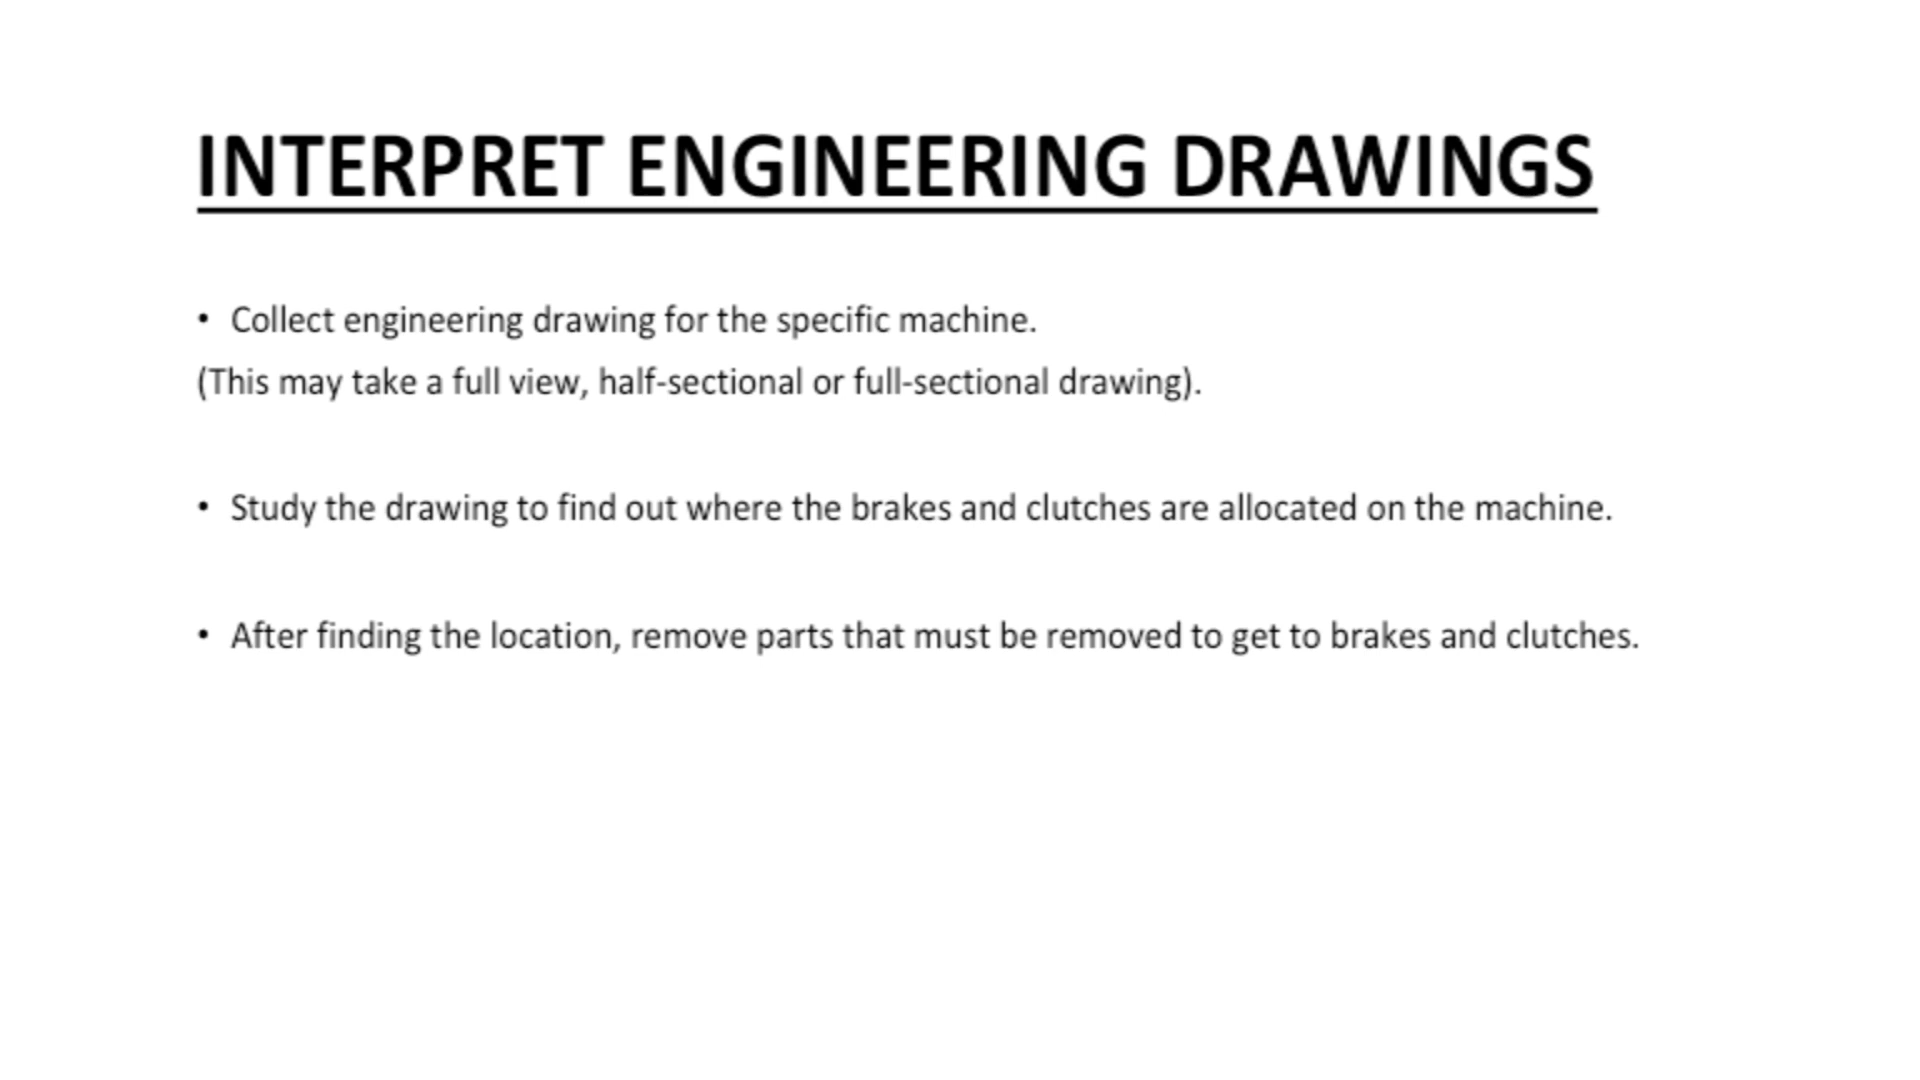 INTERPRET ENGINEERING DRAWINGS
• Collect engineering drawing for the specific machine.
(This may take a full view, half-sectional or full-sectional drawing).
• Study the drawing to find out where the brakes and clutches are allocated on the machine.
• After finding the location, remove parts that must be removed to get to brakes and clutches.